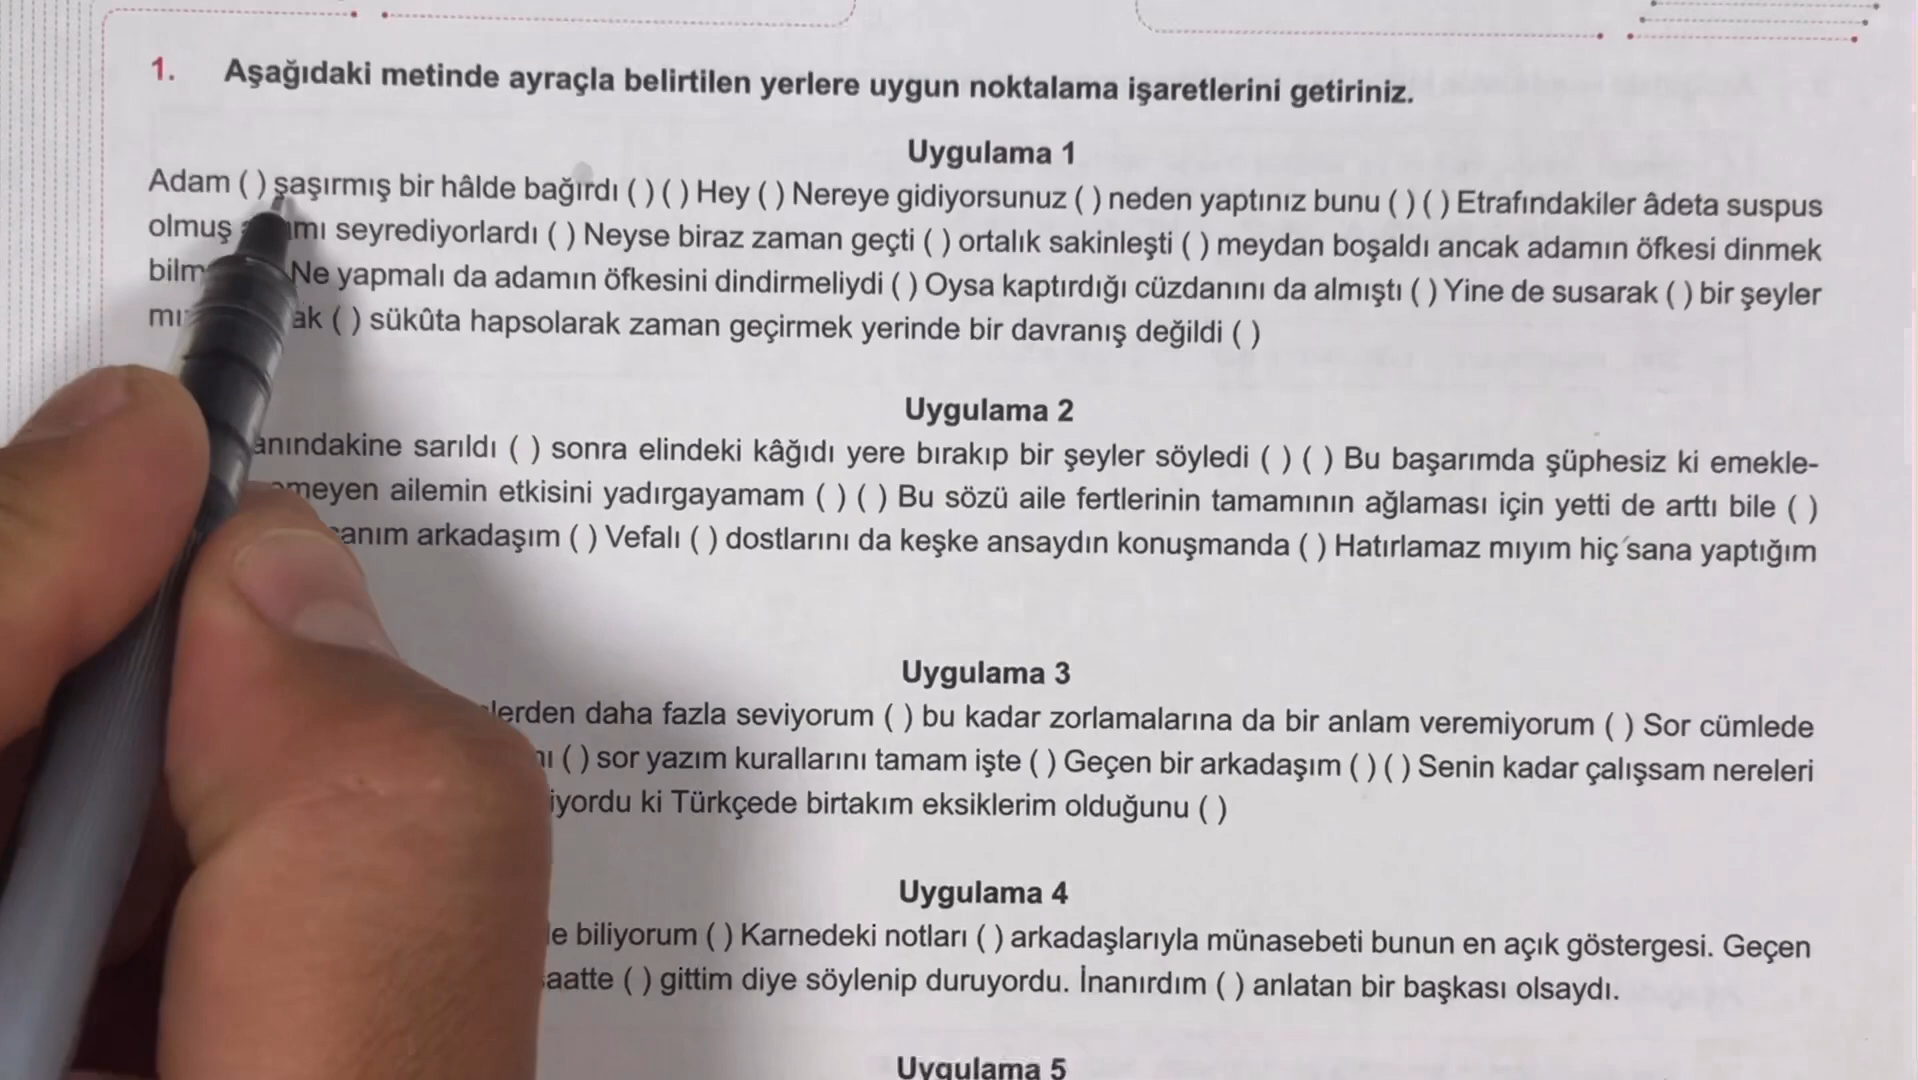 1. Aşağıdaki metinde ayraçla belirtilen yerlere uygun noktalama işaretlerini getiriniz.
Uygulama 1
Adam ( ) şaşırmış bir hâlde bağırdı ( ) ( ) Hey ( ) Nereye gidiyorsunuz ( ) neden yaptınız bunu ( ) ( ) Etrafındakiler âdeta suspus
olmuş seyrediyorlardı ( ) Neyse biraz zaman geçti ( ) ortalık sakinleşti ( ) meydan boşaldı ancak adamın öfkesi dinmek
Ne yapmalı da adamın öfkesini dindirmeliydi ( ) Oysa kaptırdığı cüzdanını da almıştı ( ) Yine de susarak ( ) bir şeyler
( ) sükûta hapsolarak zaman geçirmek yerinde bir davranış değildi ( )
Uygulama 2
sarıldı ( ) sonra elindeki kâğıdı yere bırakıp bir şeyler söyledi ( ) ( ) Bu başarımda şüphesiz ki emekle-
ailemin etkisini yadırgayamam ( ) ( ) Bu sözü aile fertlerinin tamamının ağlaması için yetti de arttı bile ( )
arkadaşım ( ) Vefalı ( ) dostlarını da keşke ansaydın konuşmanda ( ) Hatırlamaz mıyım hiç sana yaptığım
Uygulama 3
daha fazla seviyorum ( ) bu kadar zorlamalarına da bir anlam veremiyorum ( ) Sor cümlede
( ) sor yazım kurallarını tamam işte ( ) Geçen bir arkadaşım ( ) ( ) Senin kadar çalışsam nereleri
ki Türkçede birtakım eksiklerim olduğunu ( )
Uygulama 4
biliyorum ( ) Karnedeki notları ( ) arkadaşlarıyla münasebeti bunun en açık göstergesi. Geçen
( ) gittim diye söylenip duruyordu. İnanırdım ( ) anlatan bir başkası olsaydı.
Uygulama 5